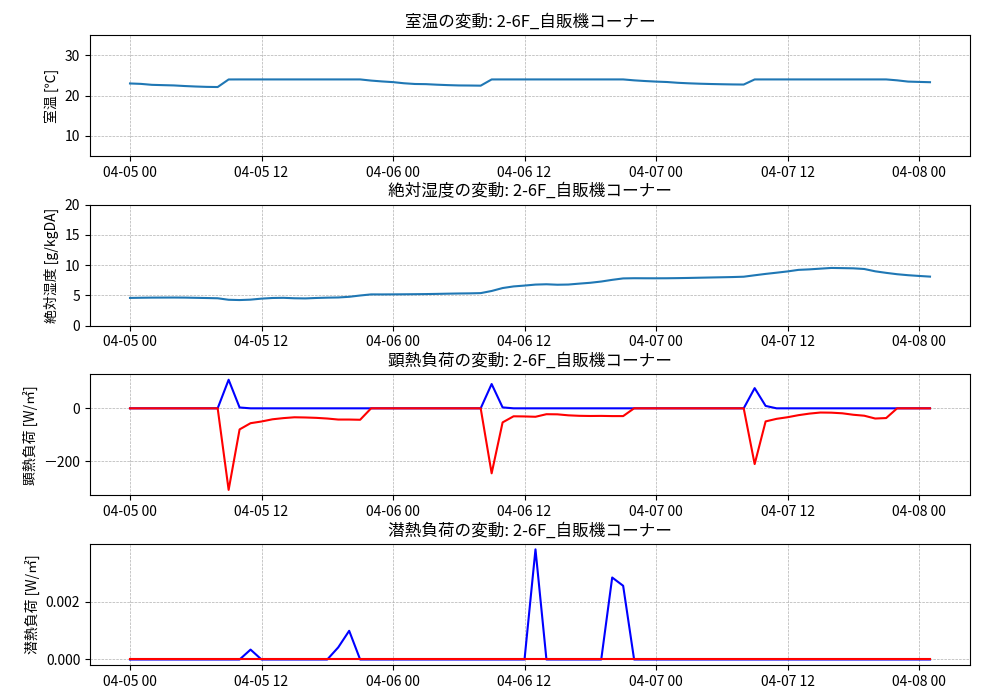 室温の変動: 2-6F_自販機コーナー
室温 [℃]
30
20
10
04-05 00 04-05 12 04-06 00 04-06 12 04-07 00 04-07 12 04-08 00
絶対湿度の変動: 2-6F_自販機コーナー
絶対湿度 [g/kgDA]
20
15
10
5
0
04-05 00 04-05 12 04-06 00 04-06 12 04-07 00 04-07 12 04-08 00
顕熱負荷の変動: 2-6F_自販機コーナー
顕熱負荷 [W/㎡]
0
−200
04-05 00 04-05 12 04-06 00 04-06 12 04-07 00 04-07 12 04-08 00
潜熱負荷の変動: 2-6F_自販機コーナー
潜熱負荷 [W/㎡]
0.002
0.000
04-05 00 04-05 12 04-06 00 04-06 12 04-07 00 04-07 12 04-08 00